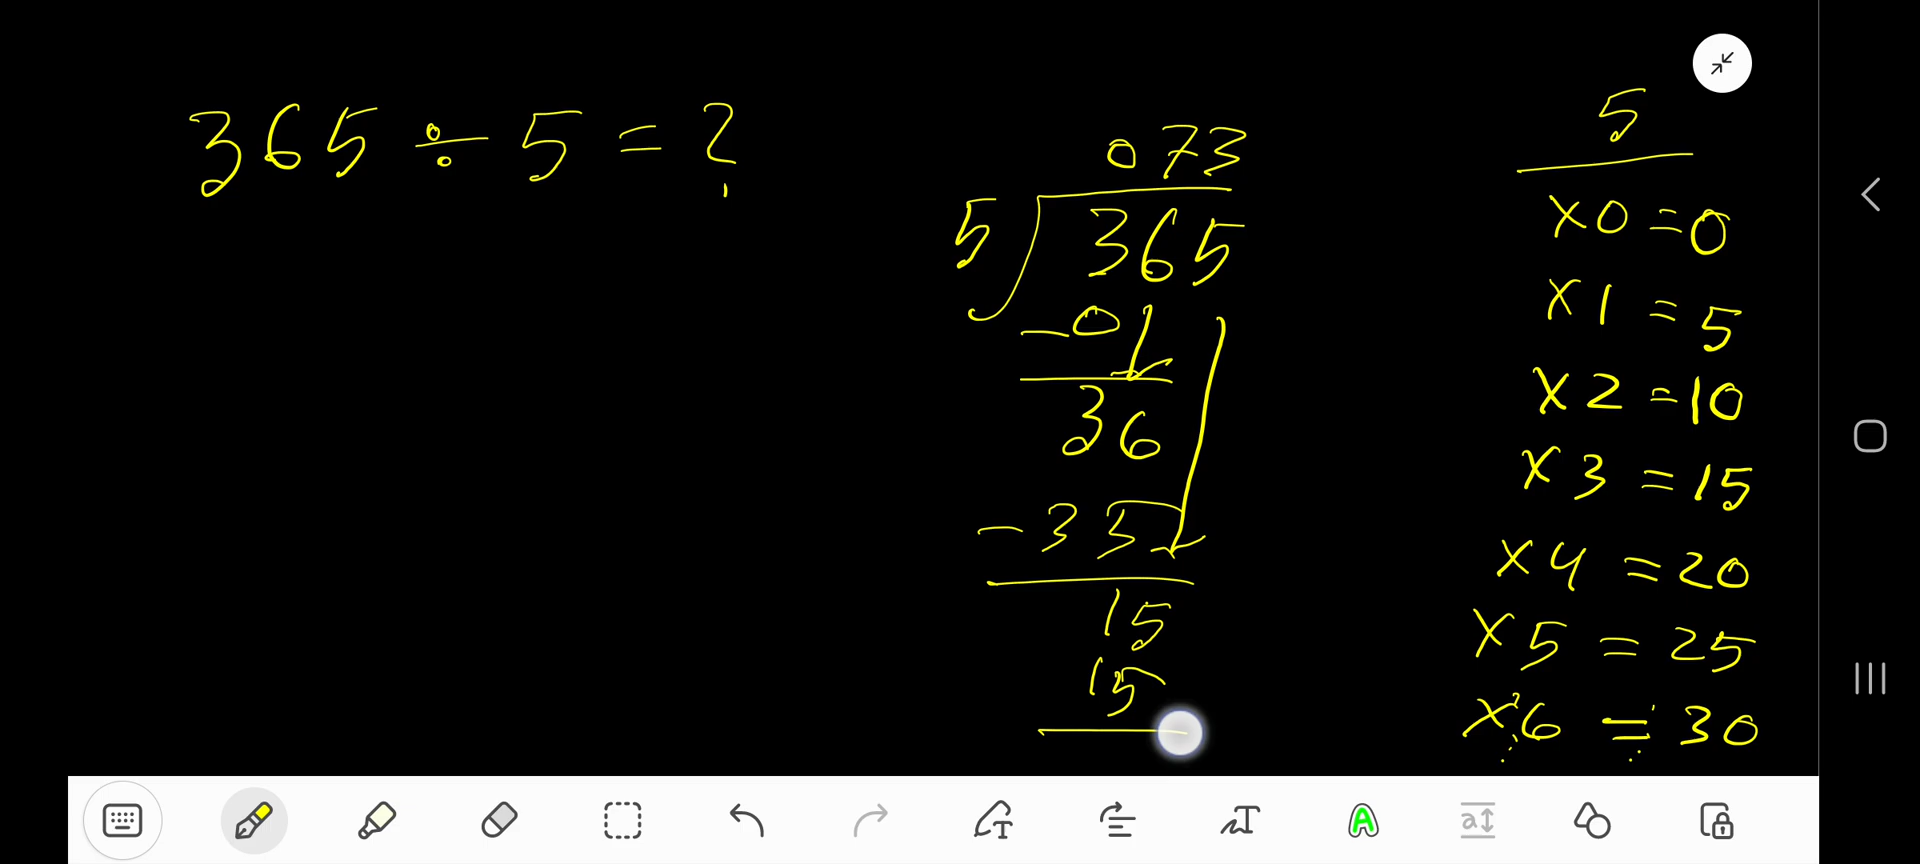 365 ÷ 5 = ?
073
5 365
-0
36
-35
15
15
5
×0 = 0
×1 = 5
×2 = 10
×3 = 15
×4 = 20
×5 = 25
×6 = 30